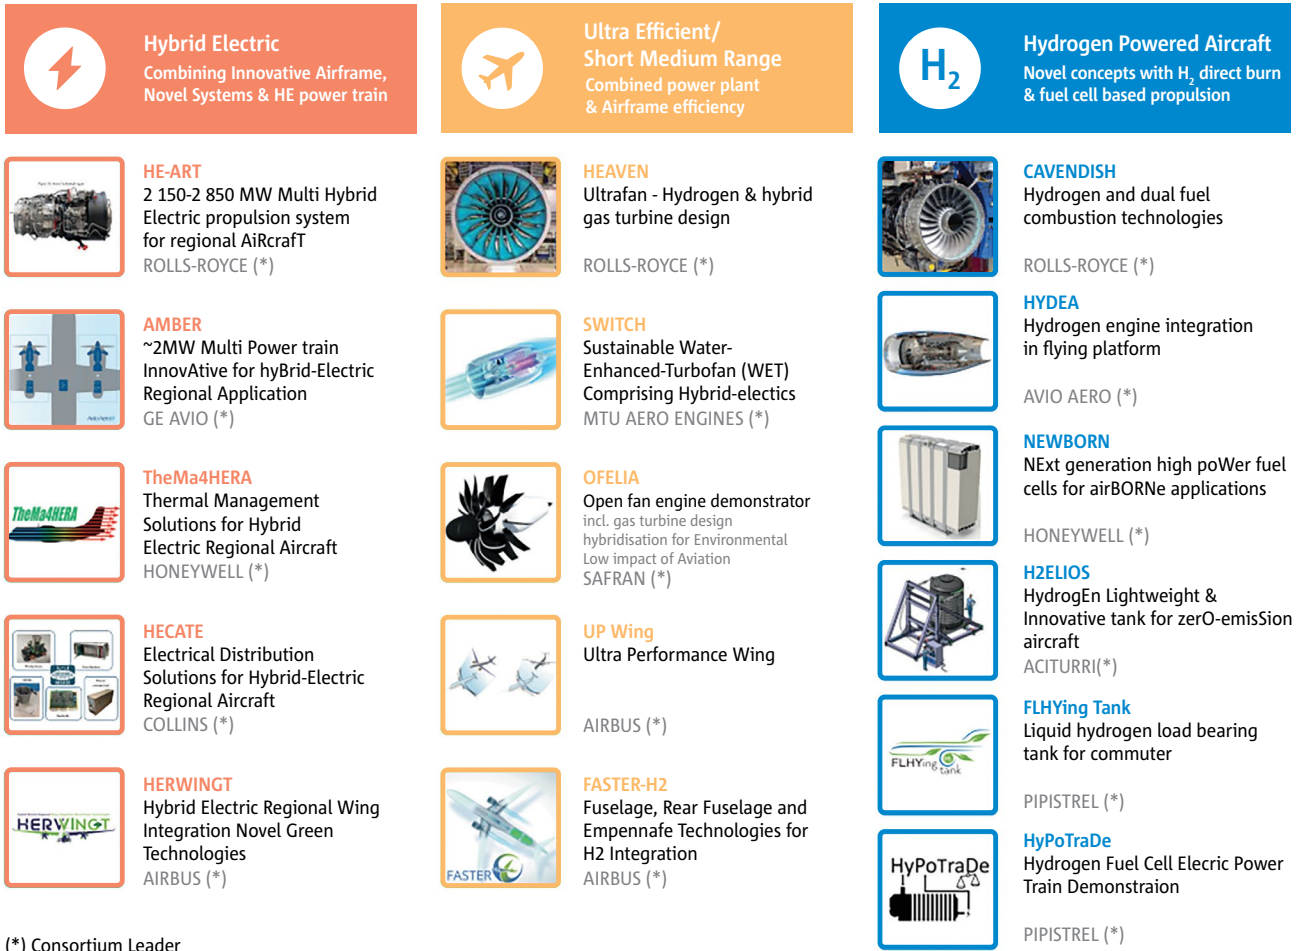 Hybrid Electric
Combining Innovative Airframe,
Novel Systems & HE power train
HE-ART
2 150-2 850 MW Multi Hybrid
Electric propulsion system
for regional AiRcrafT
ROLLS-ROYCE (*)
AMBER
~2MW Multi Power train
InnovAtive for hyBrid-Electric
Regional Application
GE AVIO (*)
TheMa4HERA
TheMa4HERA
Thermal Management
Solutions for Hybrid
Electric Regional Aircraft
HONEYWELL (*)
HECATE
Electrical Distribution
Solutions for Hybrid-Electric
Regional Aircraft
COLLINS (*)
HERWINGT
HERWINGT
Hybrid Electric Regional Wing
Integration Novel Green
Technologies
AIRBUS (*)
(*) Consortium Leader
Ultra Efficient/
Short Medium Range
Combined power plant
& Airframe efficiency
HEAVEN
Ultrafan - Hydrogen & hybrid
gas turbine design
ROLLS-ROYCE (*)
SWITCH
Sustainable Water-
Enhanced-Turbofan (WET)
Comprising Hybrid-electics
MTU AERO ENGINES (*)
OFELIA
Open fan engine demonstrator
incl. gas turbine design
hybridisation for Environmental
Low impact of Aviation
SAFRAN (*)
UP Wing
Ultra Performance Wing
AIRBUS (*)
FASTER
FASTER-H2
Fuselage, Rear Fuselage and
Empennafe Technologies for
H2 Integration
AIRBUS (*)
H2
Hydrogen Powered Aircraft
Novel concepts with H2 direct burn
& fuel cell based propulsion
CAVENDISH
Hydrogen and dual fuel
combustion technologies
ROLLS-ROYCE (*)
HYDEA
Hydrogen engine integration
in flying platform
AVIO AERO (*)
NEWBORN
NExt generation high poWer fuel
cells for airBORNe applications
HONEYWELL (*)
H2ELIOS
HydrogEn Lightweight &
Innovative tank for zerO-emisSion
aircraft
ACITURRI(*)
FLHYing tank
FLHYing Tank
Liquid hydrogen load bearing
tank for commuter
PIPISTREL (*)
HyPoTraDe
HyPoTraDe
Hydrogen Fuel Cell Elecric Power
Train Demonstraion
PIPISTREL (*)